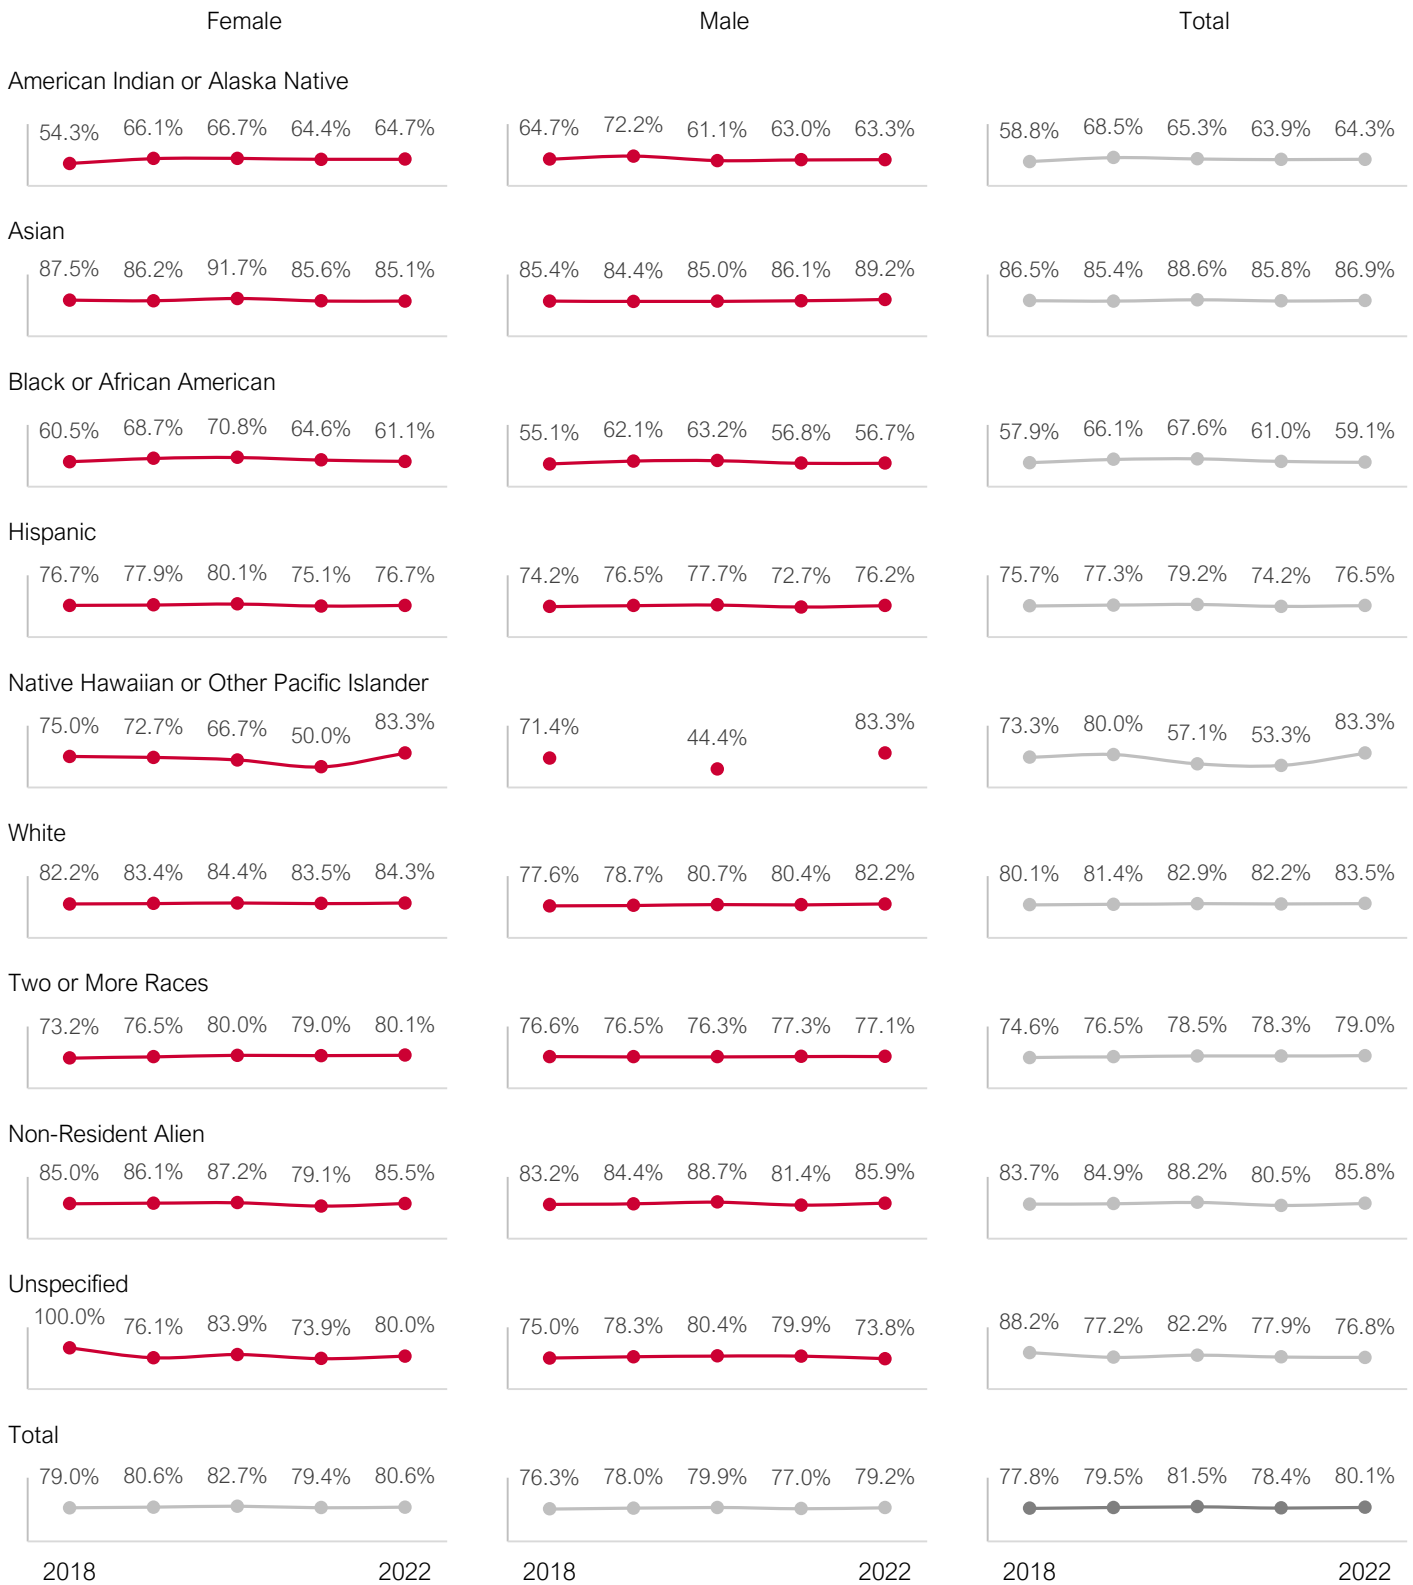 Female Male Total
American Indian or Alaska Native
54.3% 66.1% 66.7% 64.4% 64.7% 64.7% 72.2% 61.1% 63.0% 63.3% 58.8% 68.5% 65.3% 63.9% 64.3%
Asian
87.5% 86.2% 91.7% 85.6% 85.1% 85.4% 84.4% 85.0% 86.1% 89.2% 86.5% 85.4% 88.6% 85.8% 86.9%
Black or African American
60.5% 68.7% 70.8% 64.6% 61.1% 55.1% 62.1% 63.2% 56.8% 56.7% 57.9% 66.1% 67.6% 61.0% 59.1%
Hispanic
76.7% 77.9% 80.1% 75.1% 76.7% 74.2% 76.5% 77.7% 72.7% 76.2% 75.7% 77.3% 79.2% 74.2% 76.5%
Native Hawaiian or Other Pacific Islander
75.0% 72.7% 66.7% 50.0% 83.3% 71.4% 44.4% 83.3% 73.3% 80.0% 57.1% 53.3% 83.3%
White
82.2% 83.4% 84.4% 83.5% 84.3% 77.6% 78.7% 80.7% 80.4% 82.2% 80.1% 81.4% 82.9% 82.2% 83.5%
Two or More Races
73.2% 76.5% 80.0% 79.0% 80.1% 76.6% 76.5% 76.3% 77.3% 77.1% 74.6% 76.5% 78.5% 78.3% 79.0%
Non-Resident Alien
85.0% 86.1% 87.2% 79.1% 85.5% 83.2% 84.4% 88.7% 81.4% 85.9% 83.7% 84.9% 88.2% 80.5% 85.8%
Unspecified
100.0% 76.1% 83.9% 73.9% 80.0% 75.0% 78.3% 80.4% 79.9% 73.8% 88.2% 77.2% 82.2% 77.9% 76.8%
Total
79.0% 80.6% 82.7% 79.4% 80.6% 76.3% 78.0% 79.9% 77.0% 79.2% 77.8% 79.5% 81.5% 78.4% 80.1%
2018 2022 2018 2022 2018 2022